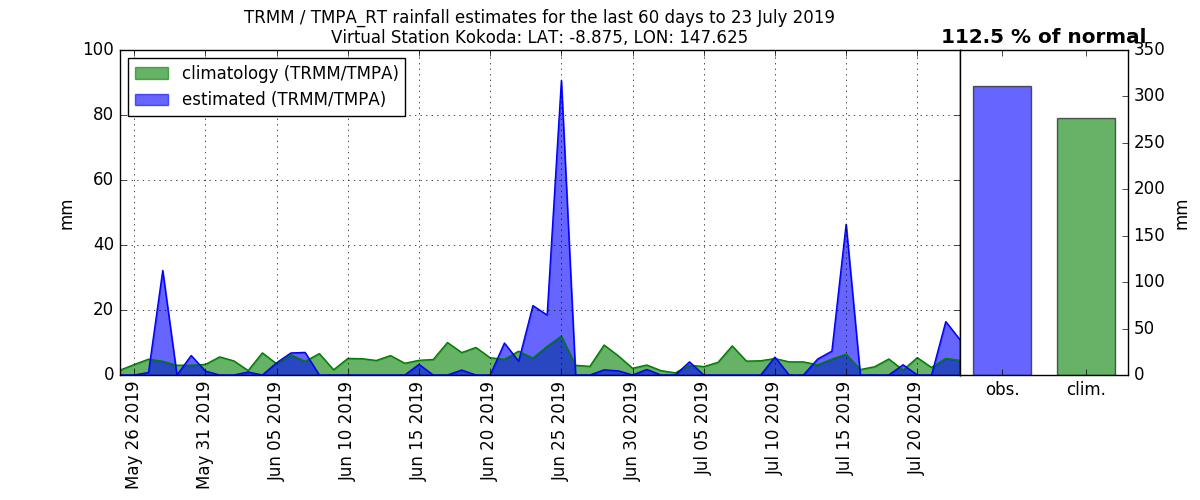 TRMM / TMPA_RT rainfall estimates for the last 60 days to 23 July 2019
Virtual Station Kokoda: LAT: -8.875, LON: 147.625
112.5 % of normal
climatology (TRMM/TMPA)
estimated (TRMM/TMPA)
mm
100
80
60
40
20
0
May 26 2019
May 31 2019
Jun 05 2019
Jun 10 2019
Jun 15 2019
Jun 20 2019
Jun 25 2019
Jun 30 2019
Jul 05 2019
Jul 10 2019
Jul 15 2019
Jul 20 2019
obs.
clim.
350
300
250
200
150
100
50
0
mm